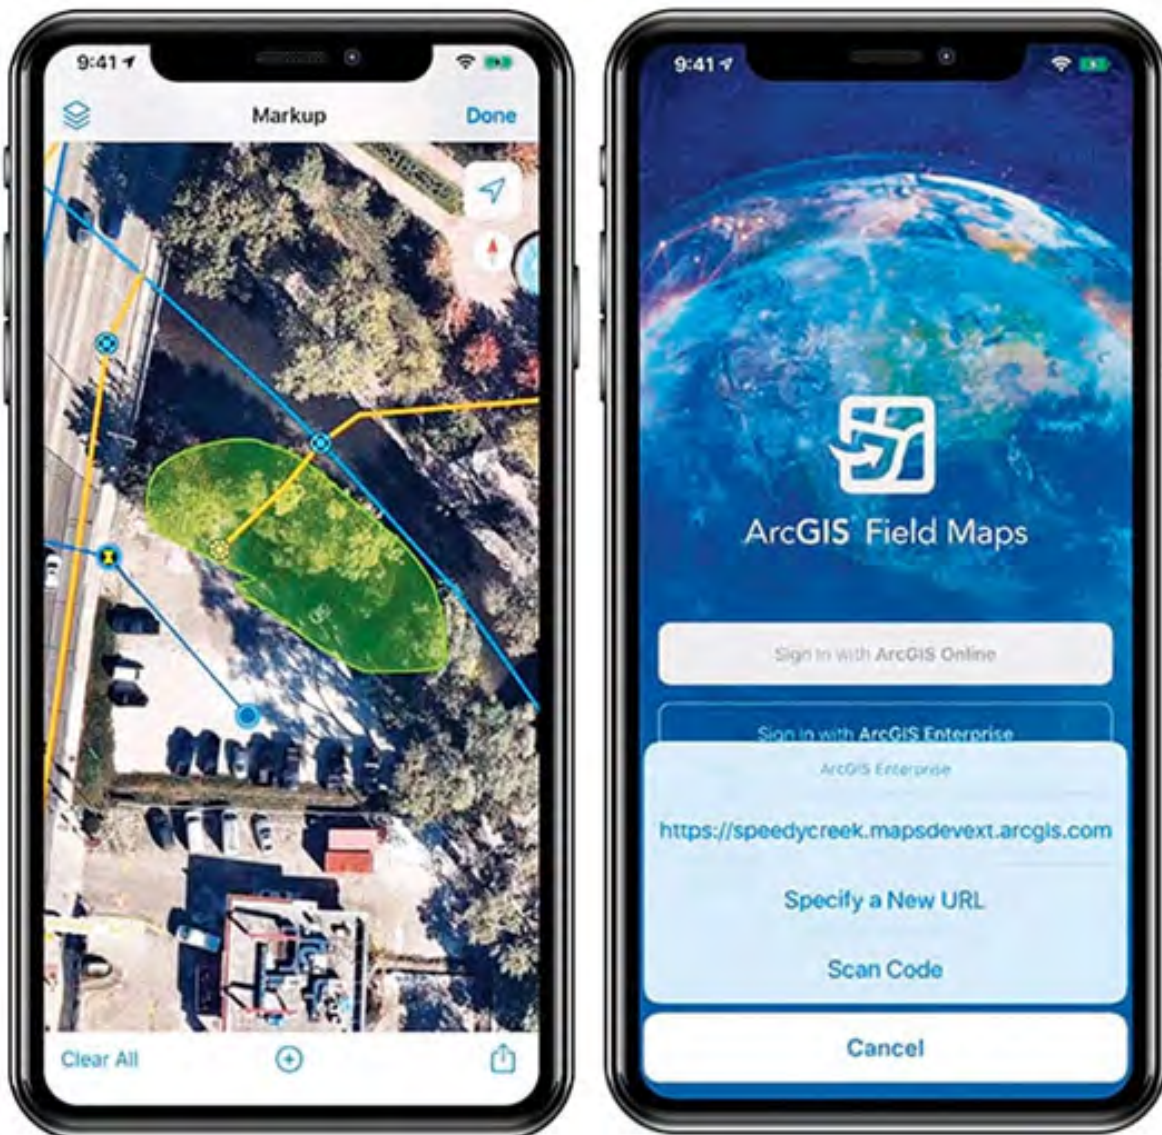 9:41
Markup
Done
Clear All
9:41
ArcGIS Field Maps
Sign in with ArcGIS Online
Sign in with ArcGIS Enterprise
ArcGIS Enterprise
https://speedycreek.mapsdevext.arcgis.com
Specify a New URL
Scan Code
Cancel